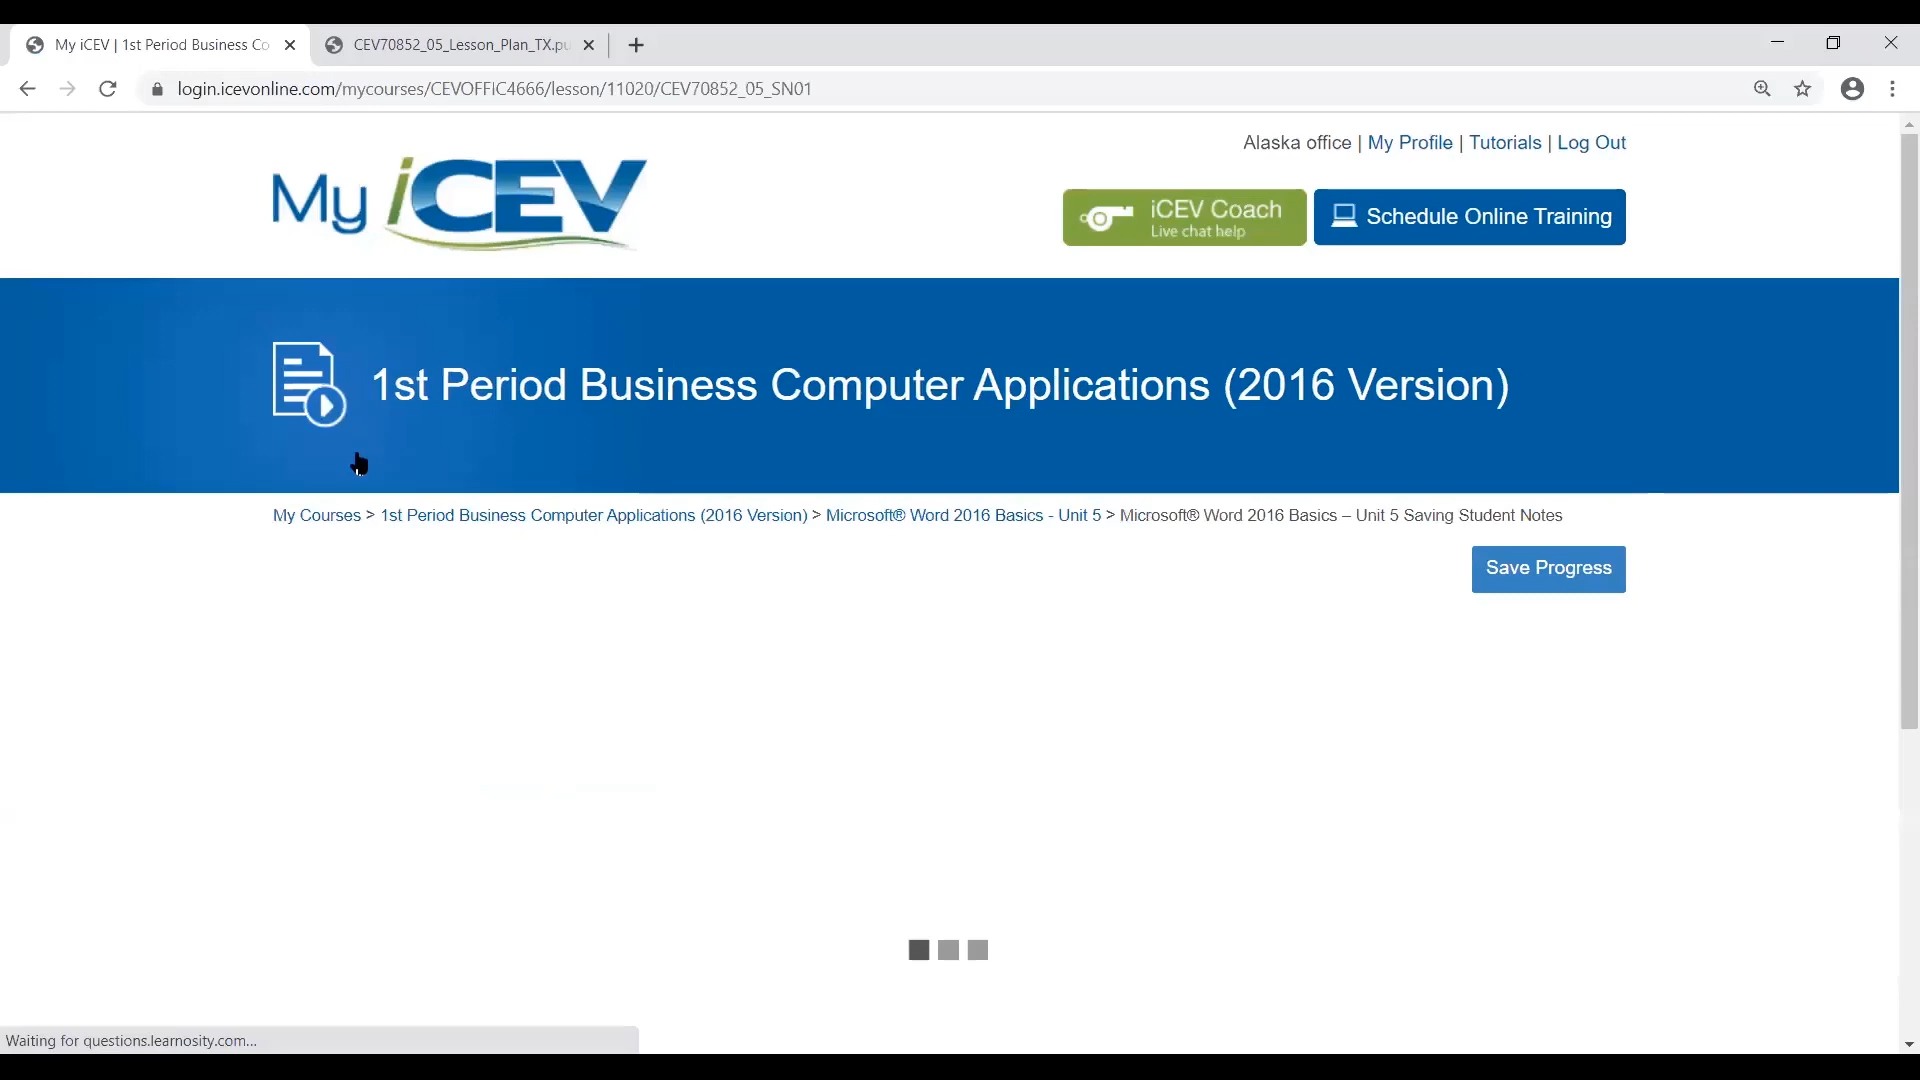 My iCEV | 1st Period Business Co
CEV70852_05_Lesson_Plan_TX.pu
login.icevonline.com/mycourses/CEVOFFIC4666/lesson/11020/CEV70852_05_SN01
Alaska office | My Profile | Tutorials | Log Out
My iCEV
iCEV Coach
Live chat help
Schedule Online Training
1st Period Business Computer Applications (2016 Version)
My Courses > 1st Period Business Computer Applications (2016 Version) > Microsoft® Word 2016 Basics - Unit 5 > Microsoft® Word 2016 Basics – Unit 5 Saving Student Notes
Save Progress
Waiting for questions.learnosity.com...